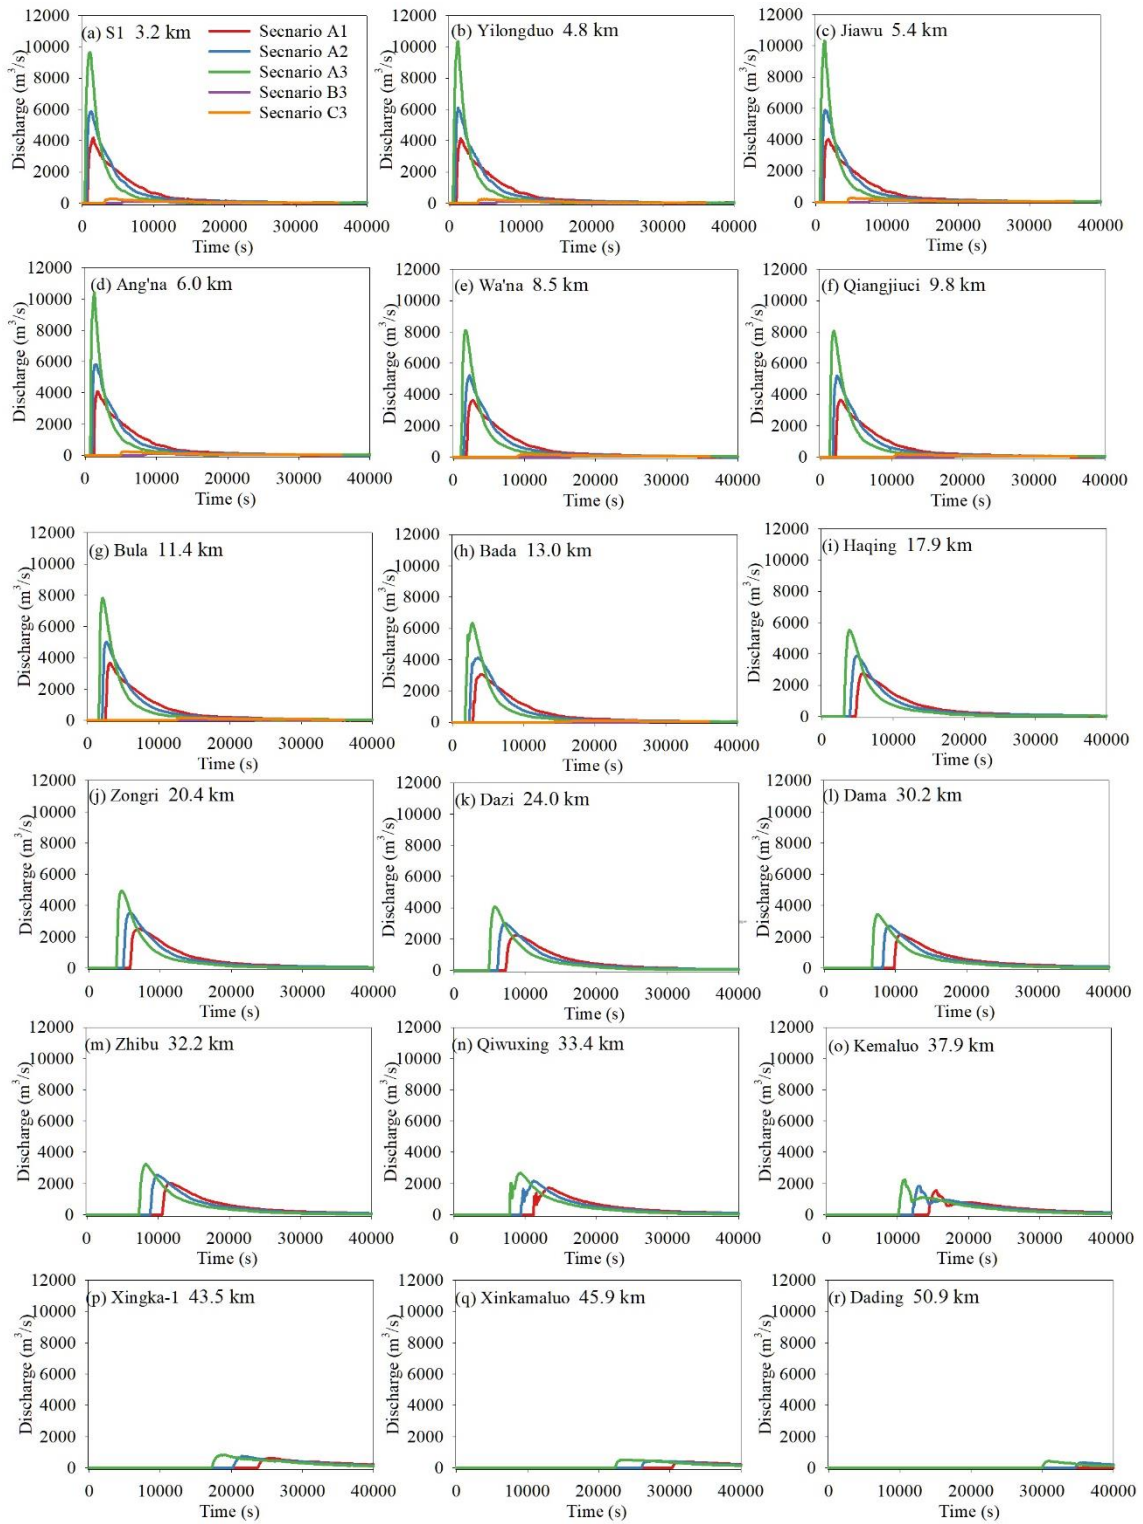 (a) S1 3.2 km
Secnario A1
Secnario A2
Secnario A3
Secnario B3
Secnario C3
Discharge (m³/s)
12000
10000
8000
6000
4000
2000
0
0 10000 20000 30000 40000
Time (s)
(b) Yilongduo 4.8 km
Discharge (m³/s)
12000
10000
8000
6000
4000
2000
0
0 10000 20000 30000 40000
Time (s)
(c) Jiawu 5.4 km
Discharge (m³/s)
12000
10000
8000
6000
4000
2000
0
0 10000 20000 30000 40000
Time (s)
(d) Ang'na 6.0 km
Discharge (m³/s)
12000
10000
8000
6000
4000
2000
0
0 10000 20000 30000 40000
Time (s)
(e) Wa'na 8.5 km
Discharge (m³/s)
12000
10000
8000
6000
4000
2000
0
0 10000 20000 30000 40000
Time (s)
(f) Qiangjiuci 9.8 km
Discharge (m³/s)
12000
10000
8000
6000
4000
2000
0
0 10000 20000 30000 40000
Time (s)
(g) Bula 11.4 km
Discharge (m³/s)
12000
10000
8000
6000
4000
2000
0
0 10000 20000 30000 40000
Time (s)
(h) Bada 13.0 km
Discharge (m³/s)
12000
10000
8000
6000
4000
2000
0
0 10000 20000 30000 40000
Time (s)
(i) Haqing 17.9 km
Discharge (m³/s)
12000
10000
8000
6000
4000
2000
0
0 10000 20000 30000 40000
Time (s)
(j) Zongri 20.4 km
Discharge (m³/s)
12000
10000
8000
6000
4000
2000
0
0 10000 20000 30000 40000
Time (s)
(k) Dazi 24.0 km
Discharge (m³/s)
12000
10000
8000
6000
4000
2000
0
0 10000 20000 30000 40000
Time (s)
(l) Dama 30.2 km
Discharge (m³/s)
12000
10000
8000
6000
4000
2000
0
0 10000 20000 30000 40000
Time (s)
(m) Zhibu 32.2 km
Discharge (m³/s)
12000
10000
8000
6000
4000
2000
0
0 10000 20000 30000 40000
Time (s)
(n) Qiwuxing 33.4 km
Discharge (m³/s)
12000
10000
8000
6000
4000
2000
0
0 10000 20000 30000 40000
Time (s)
(o) Kemaluo 37.9 km
Discharge (m³/s)
12000
10000
8000
6000
4000
2000
0
0 10000 20000 30000 40000
Time (s)
(p) Xingka-1 43.5 km
Discharge (m³/s)
12000
10000
8000
6000
4000
2000
0
0 10000 20000 30000 40000
Time (s)
(q) Xinkamaluo 45.9 km
Discharge (m³/s)
12000
10000
8000
6000
4000
2000
0
0 10000 20000 30000 40000
Time (s)
(r) Dading 50.9 km
Discharge (m³/s)
12000
10000
8000
6000
4000
2000
0
0 10000 20000 30000 40000
Time (s)